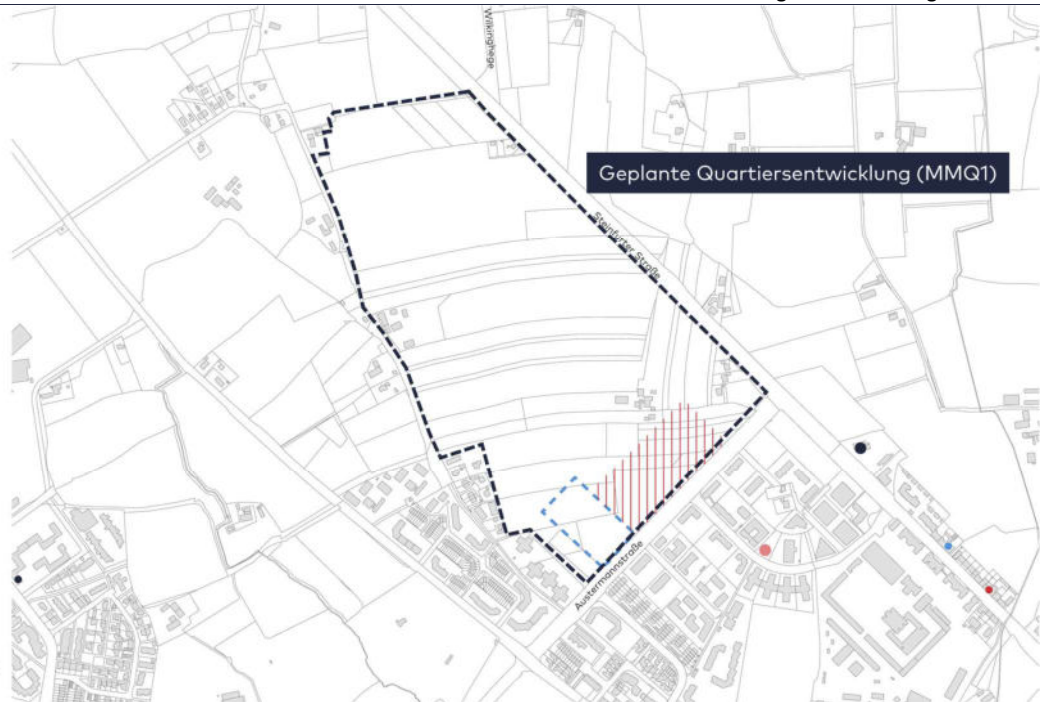 Wilkinghege
Geplante Quartiersentwicklung (MMQ1)
Steinfurter Straße
Austermannstraße